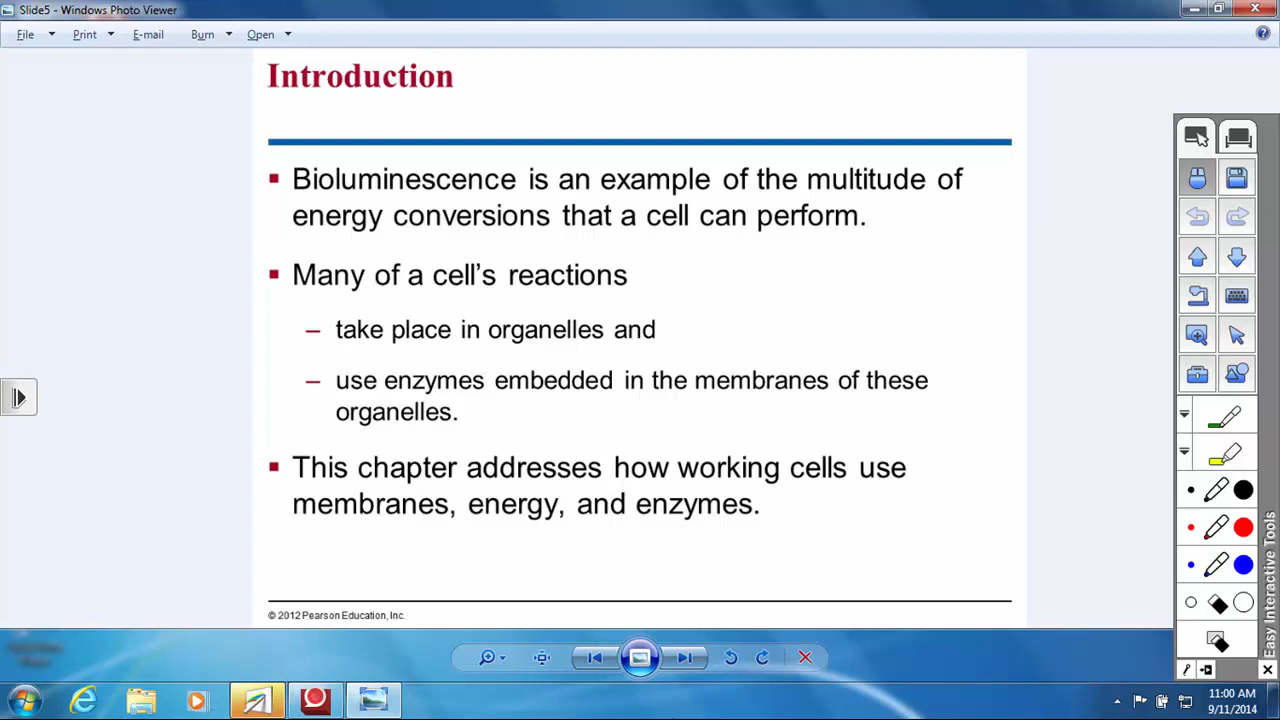 Slide5 - Windows Photo Viewer
File Print E-mail Burn Open
Introduction
Bioluminescence is an example of the multitude of
energy conversions that a cell can perform.
Many of a cell’s reactions
– take place in organelles and
– use enzymes embedded in the membranes of these
organelles.
This chapter addresses how working cells use
membranes, energy, and enzymes.
© 2012 Pearson Education, Inc.
Easy Interactive Tools
11:00 AM
9/11/2014